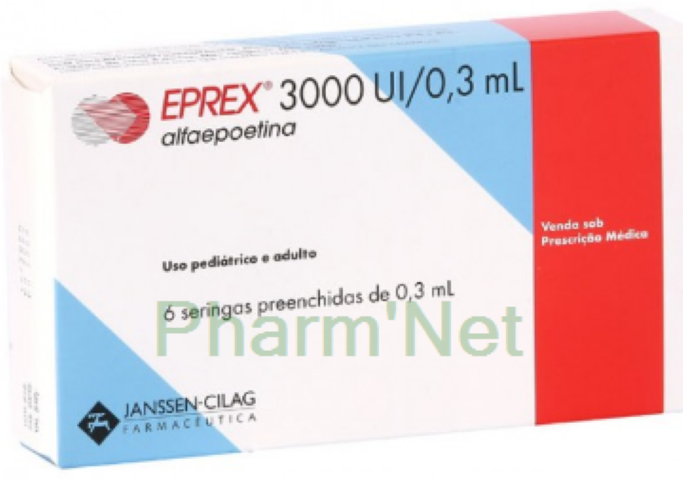 EPREX® 3000 UI/0,3 mL
alfaepoetina
Venda sob
Prescrição Médica
Uso pediátrico e adulto
6 seringas preenchidas de 0,3 mL
Pharm'Net
JANSSEN-CILAG
FARMACÊUTICA